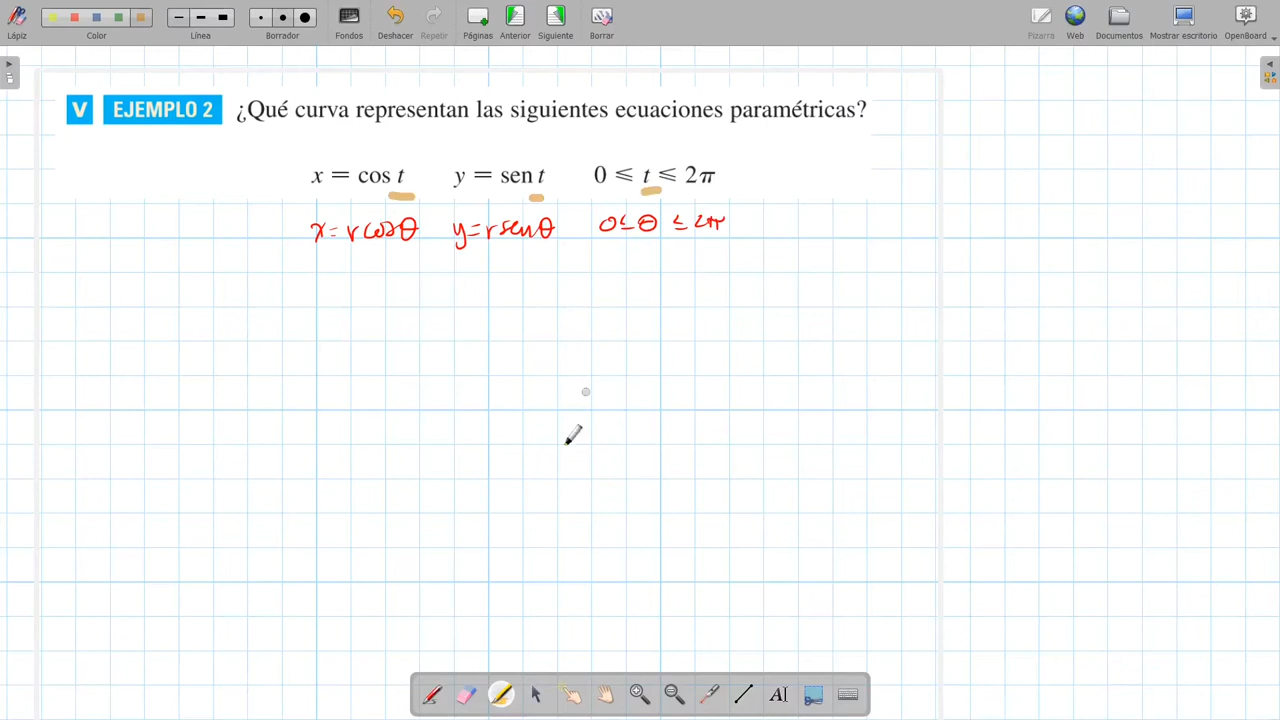 Lápiz Color Línea Borrador Fondos Deshacer Repetir Páginas Anterior Siguiente Borrar Pizarra Web Documentos Mostrar escritorio OpenBoard
V EJEMPLO 2 ¿Qué curva representan las siguientes ecuaciones paramétricas?
x = cos t y = sen t 0 ⩽ t ⩽ 2π
x = r cos θ y = r sen θ 0 ≤ θ ≤ 2π